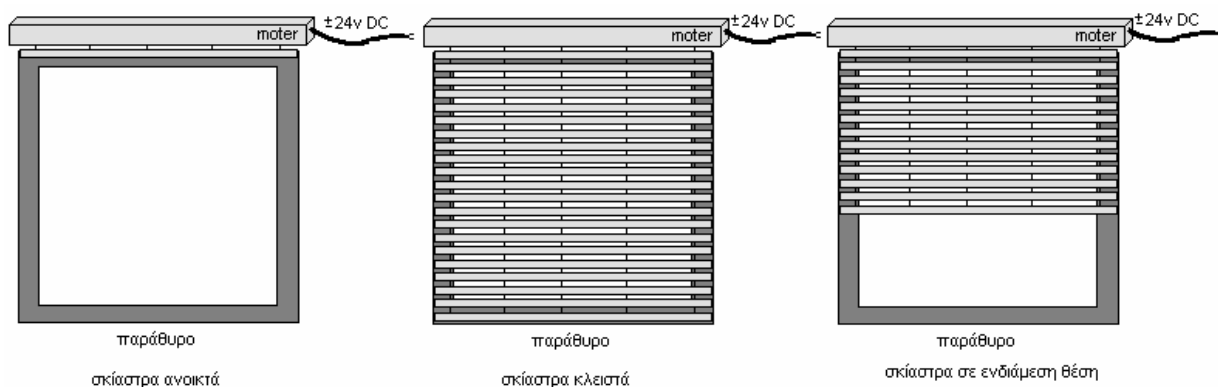 ±24v DC
moter
παράθυρο
σκίαστρα ανοικτά
±24v DC
moter
παράθυρο
σκίαστρα κλειστά
±24v DC
moter
παράθυρο
σκίαστρα σε ενδιάμεση θέση